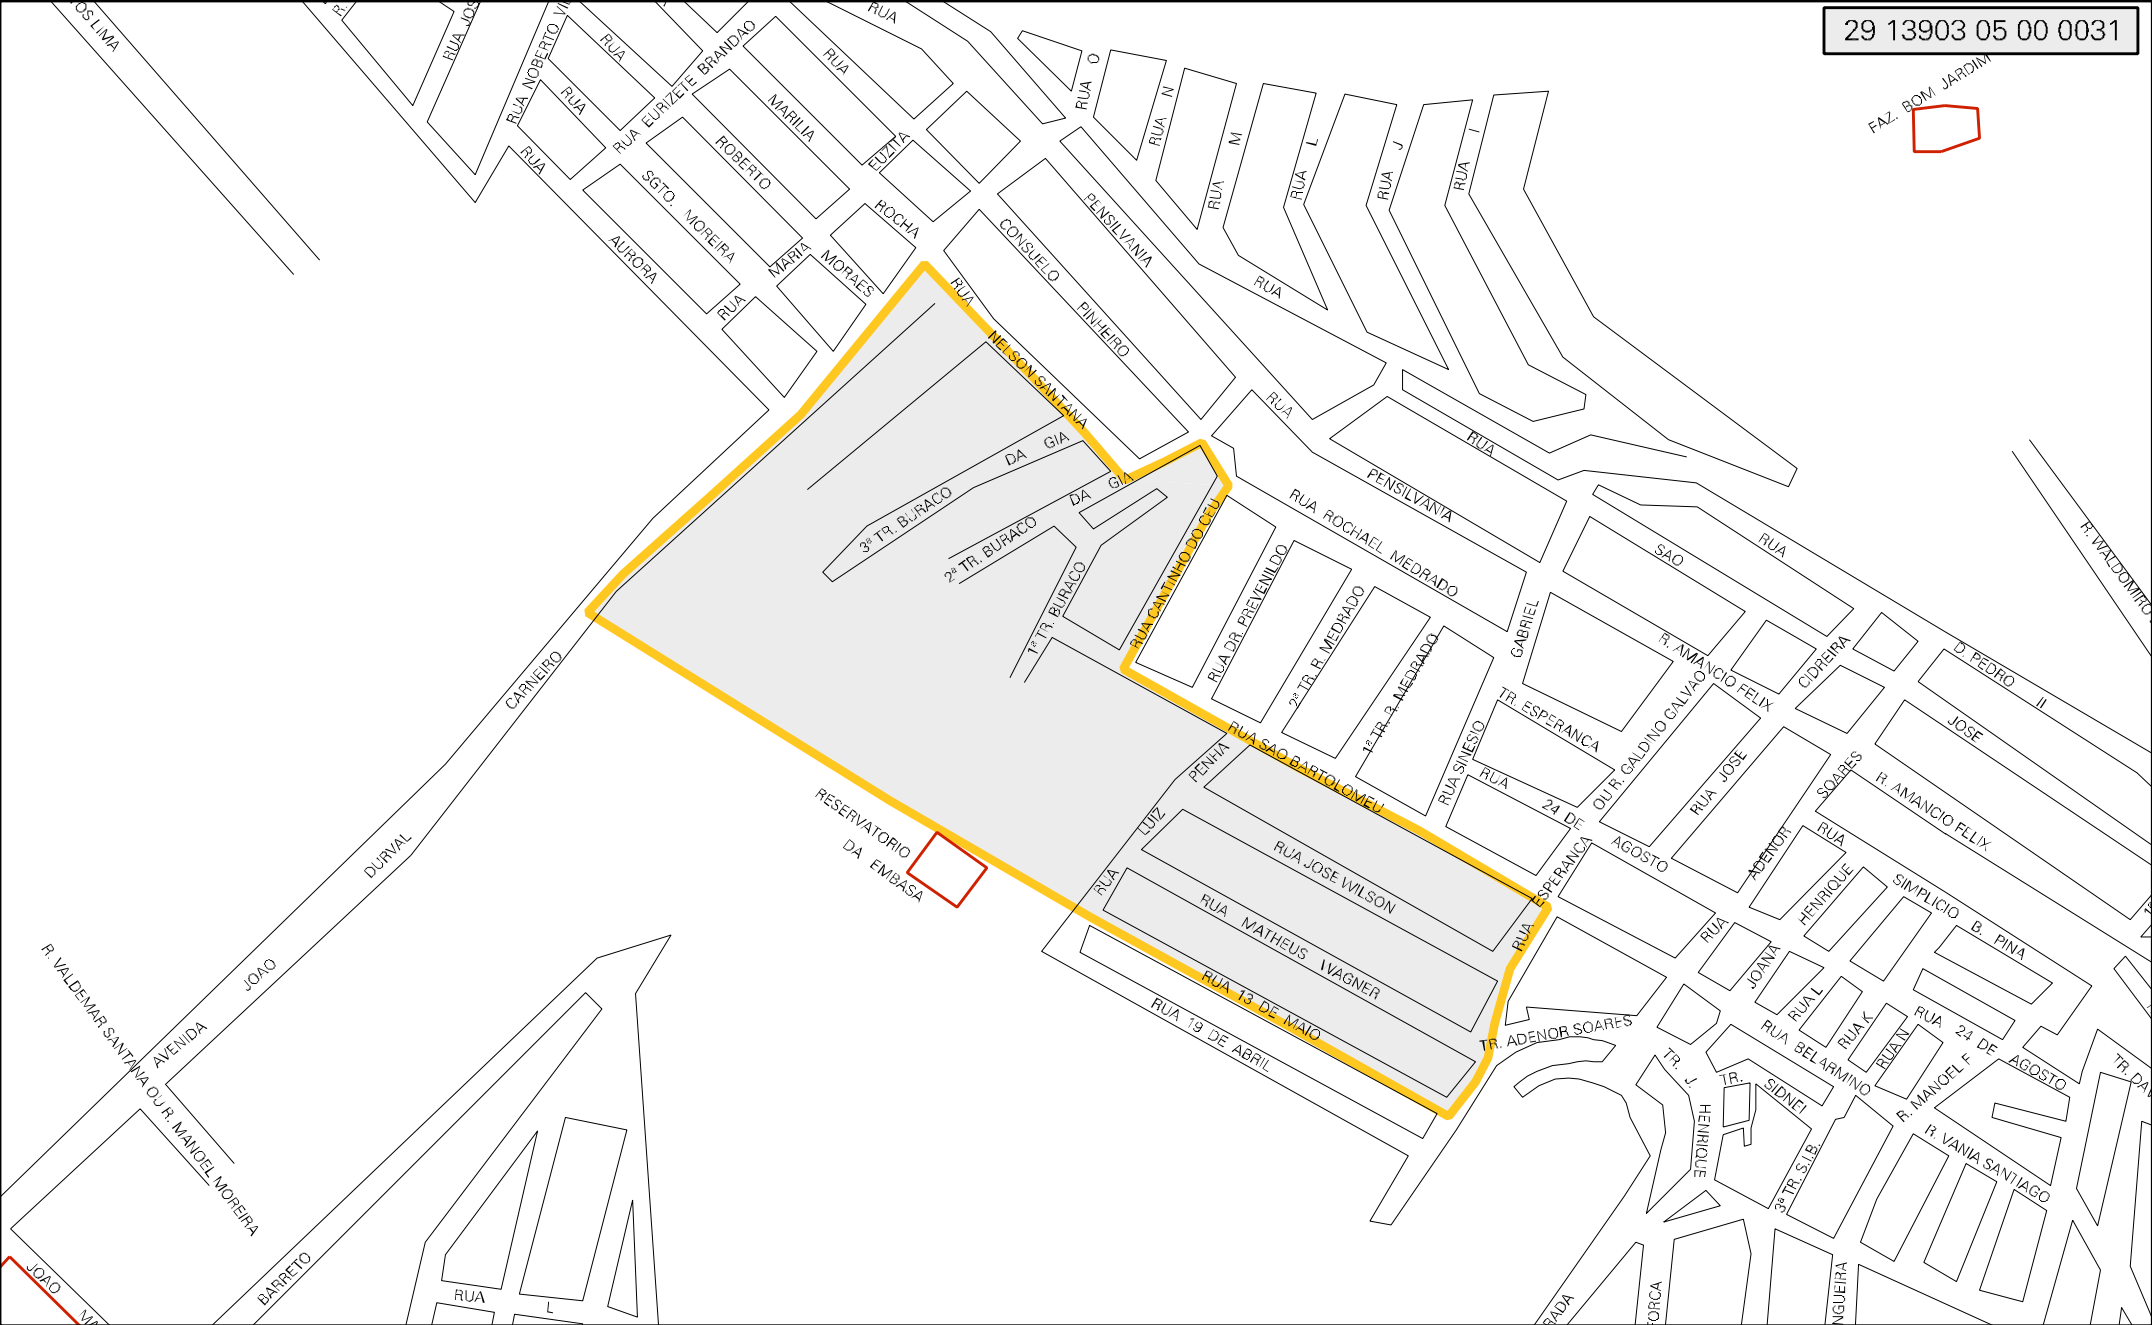 29 13903 05 00 0031
FAZ. BOM JARDIM
OS LIMA
R.
RUA NOBERTO
RUA
RUA
RUA EURIZETE BRANDAO
RUA
RUA
RUA
MARILIA
ROBERTO
SGTO. MOREIRA
AURORA
RUA MARIA EUZITA
ROCHA
MORAES
RUA O
RUA N
RUA M
RUA L
RUA J
RUA I
RUA
PENSILVANIA
CONSUELO PINHEIRO
RUA NELSON SANTANA
RUA
RUA
PENSILVANIA
RUA ROCHAEL MEDRADO
3ª TR. BURACO DA GIA
2ª TR. BURACO DA GIA
1ª TR. BURACO
RUA CANTINHO DO CEU
RUA DR. PREVENILDO
2ª TR. R. MEDRADO
1ª TR. R. MEDRADO
RUA SINESIO GABRIEL
SAO
RUA
R. WALDOMIRO
R. AMANCIO FELIX
CIDREIRA
D. PEDRO II
JOSE
R. AMANCIO FELIX
TR. ESPERANCA
OU R. GALDINO GALVAO
RUA JOSE
RUA 24 DE AGOSTO
ADENOR SOARES
RUA SAO BARTOLOMEU
RUA LUIZ PENHA
RUA JOSE WILSON
RUA MATHEUS WAGNER
RUA 13 DE MAIO
RUA 19 DE ABRIL
RUA ESPERANCA
TR. ADENOR SOARES
RESERVATORIO
DA EMBASA
AVENIDA JOAO DURVAL CARNEIRO
R. VALDEMAR SANTANA OU R. MANOEL MOREIRA
RUA
HENRIQUE
SIMPLICIO B. PINA
RUA
JOANA
RUA L
RUA K
RUA N
RUA 24 DE AGOSTO
RUA BELARMINO
R. MANOEL F
R. VANIA SANTIAGO
TR. J. HENRIQUE
TR. SIDNEI
3ª TR. S.I.B.
BARRETO
RUA L
JOAO